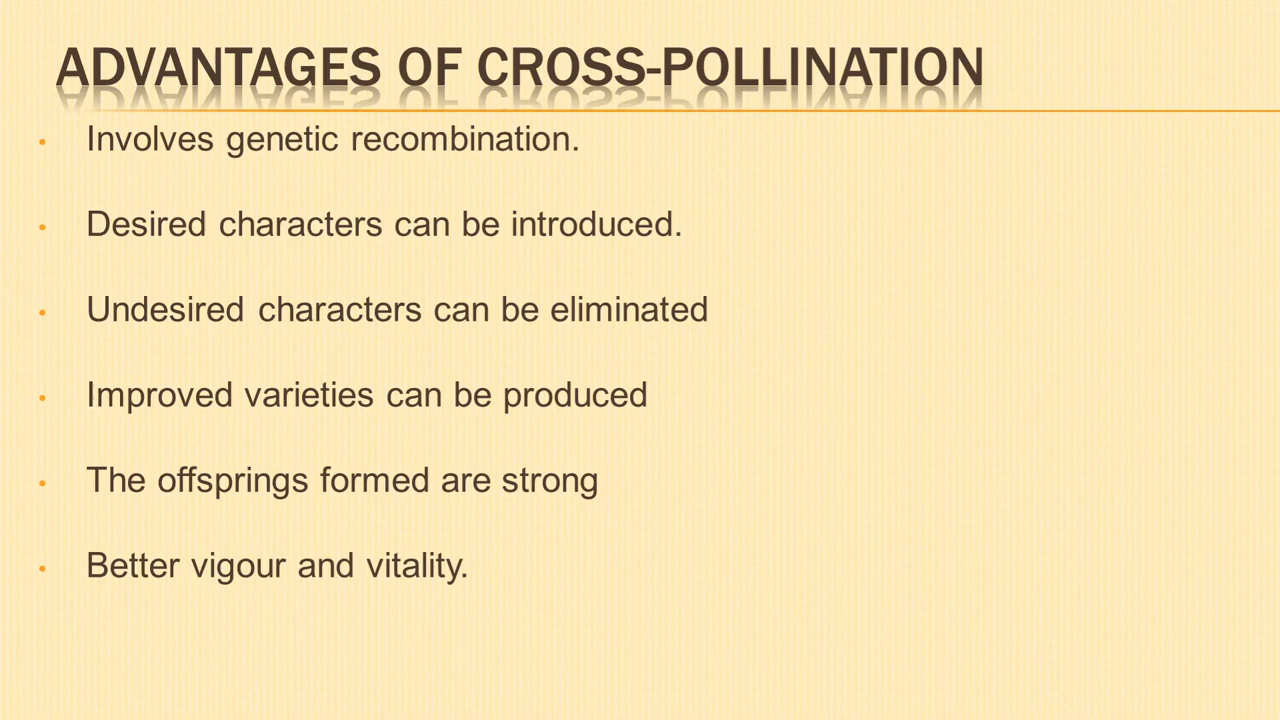 ADVANTAGES OF CROSS-POLLINATION
• Involves genetic recombination.
• Desired characters can be introduced.
• Undesired characters can be eliminated
• Improved varieties can be produced
• The offsprings formed are strong
• Better vigour and vitality.